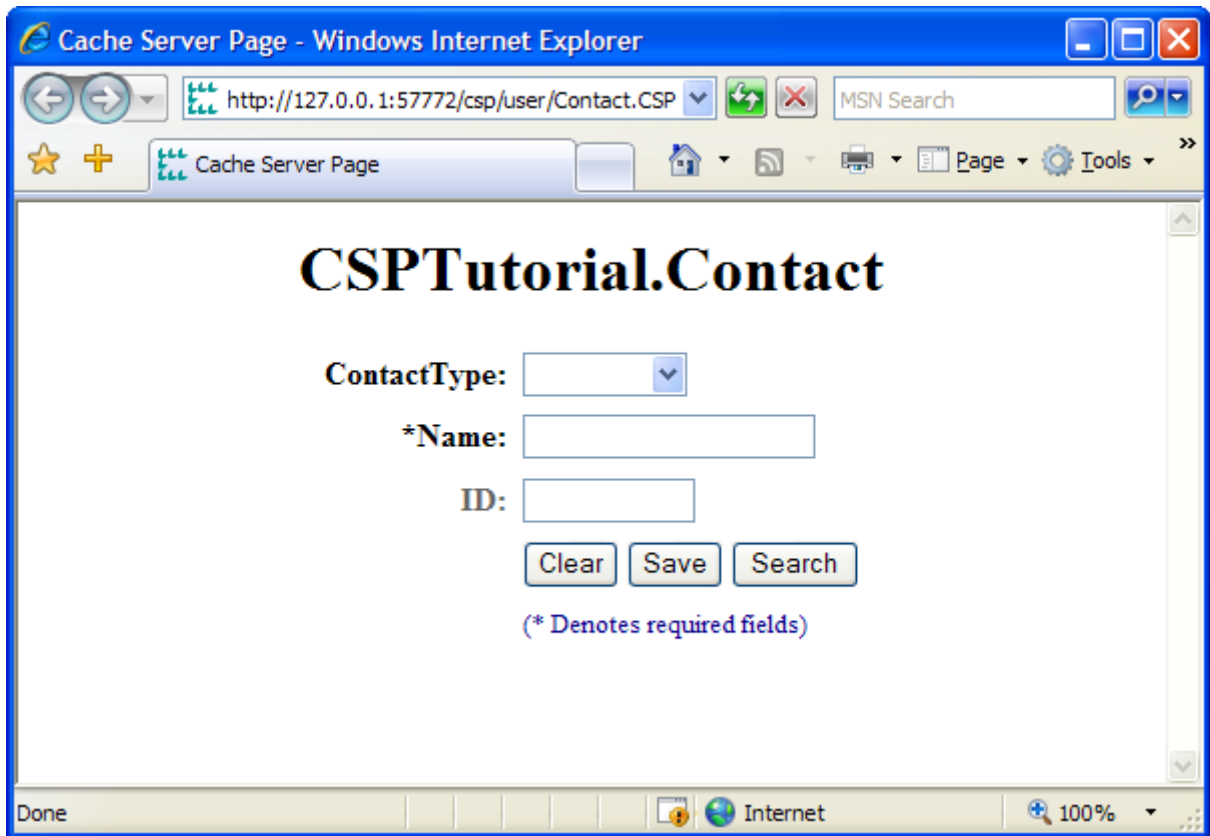 Cache Server Page - Windows Internet Explorer
http://127.0.0.1:57772/csp/user/Contact.CSP MSN Search
Cache Server Page Page Tools »
CSPTutorial.Contact
ContactType:
*Name:
ID:
Clear Save Search
(* Denotes required fields)
Done Internet 100%